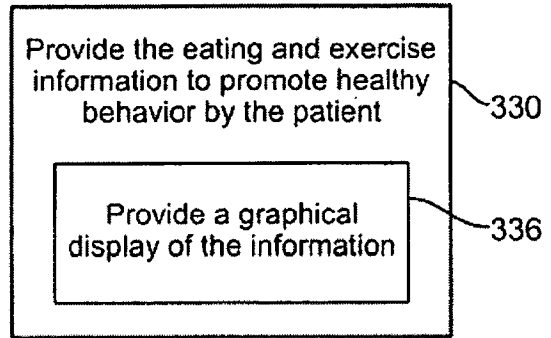 Provide the eating and exercise
information to promote healthy
behavior by the patient
330
Provide a graphical
display of the information
336